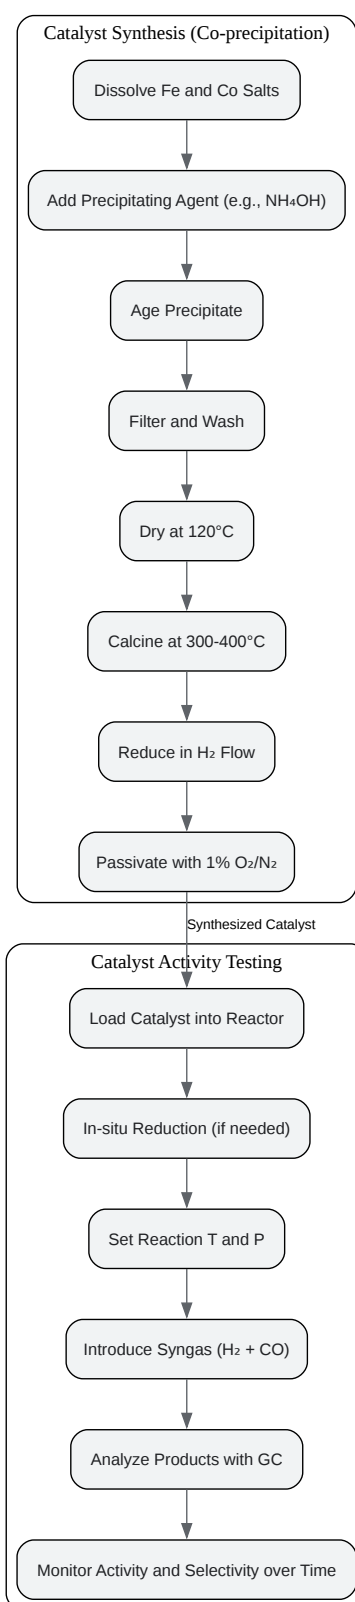 Catalyst Synthesis (Co-precipitation)
Dissolve Fe and Co Salts
Add Precipitating Agent (e.g., NH₄OH)
Age Precipitate
Filter and Wash
Dry at 120°C
Calcine at 300-400°C
Reduce in H₂ Flow
Passivate with 1% O₂/N₂
Synthesized Catalyst
Catalyst Activity Testing
Load Catalyst into Reactor
In-situ Reduction (if needed)
Set Reaction T and P
Introduce Syngas (H₂ + CO)
Analyze Products with GC
Monitor Activity and Selectivity over Time